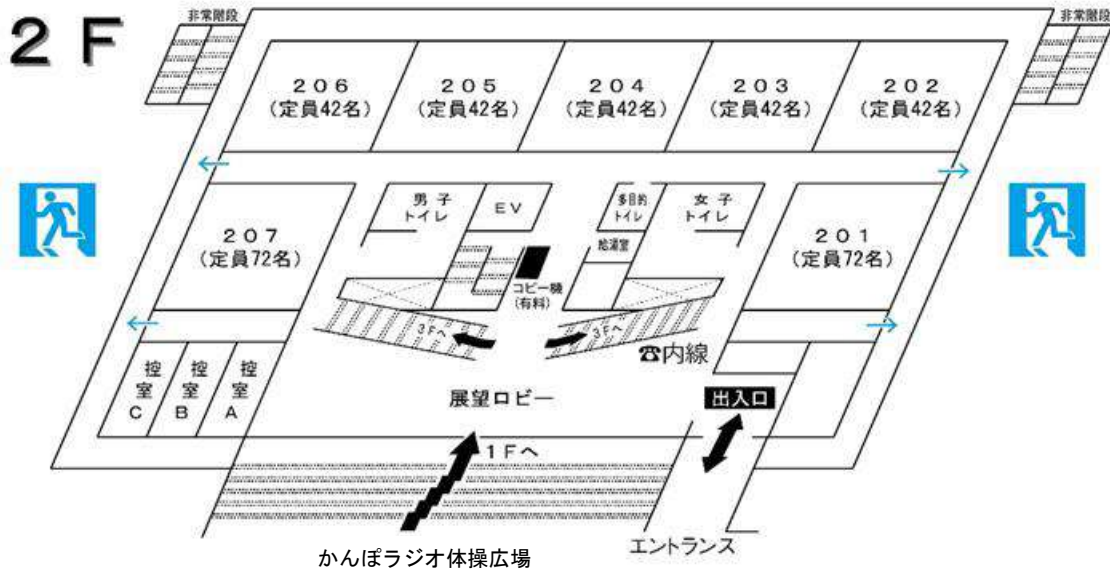 ２Ｆ
非常階段
非常階段
２０６
(定員42名)
２０５
(定員42名)
２０４
(定員42名)
２０３
(定員42名)
２０２
(定員42名)
男子
トイレ
ＥＶ
多目的
トイレ
女子
トイレ
２０７
(定員72名)
給湯室
２０１
(定員72名)
コピー機
(有料)
３Ｆへ
３Ｆへ
☎内線
控室Ｃ
控室Ｂ
控室Ａ
展望ロビー
出入口
１Ｆへ
エントランス
かんぽラジオ体操広場